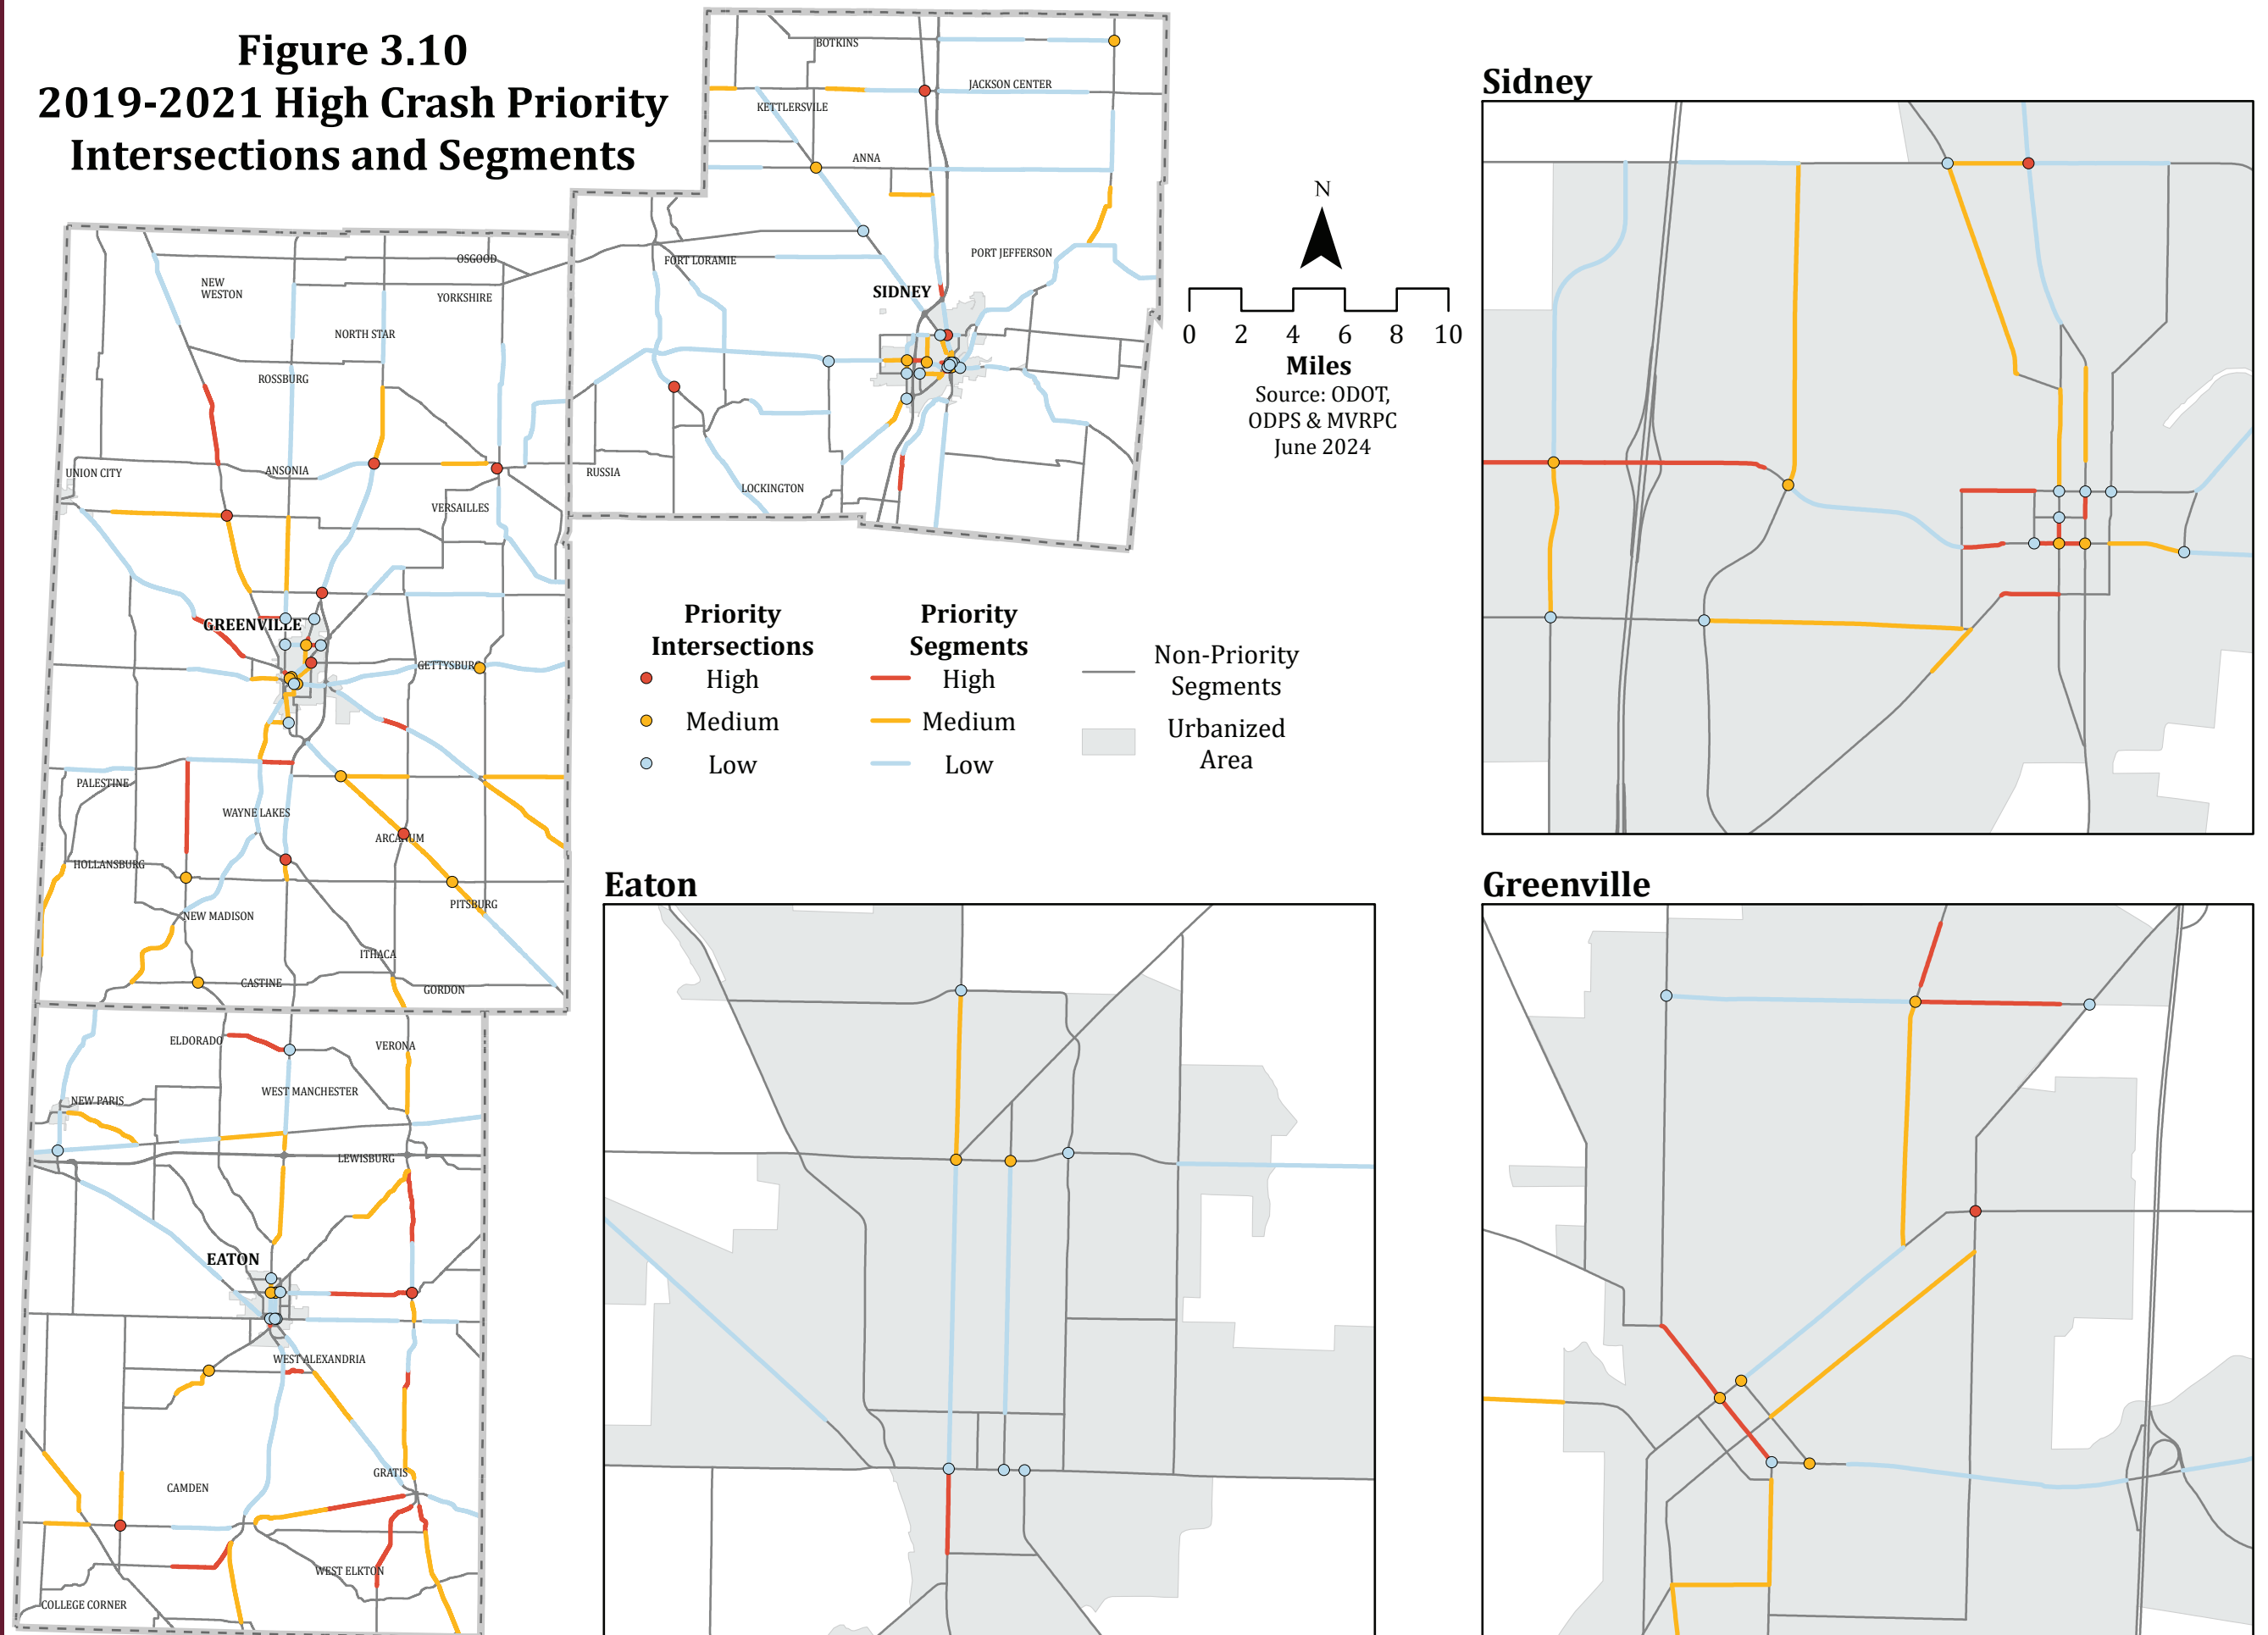 Figure 3.10
2019-2021 High Crash Priority
Intersections and Segments
BOTKINS
JACKSON CENTER
KETTLERSVILE
ANNA
FORT LORAMIE
PORT JEFFERSON
SIDNEY
RUSSIA
LOCKINGTON
OSGOOD
NEW
WESTON
YORKSHIRE
NORTH STAR
ROSSBURG
UNION CITY
ANSONIA
VERSAILLES
GREENVILLE
GETTYSBURG
PALESTINE
WAYNE LAKES
ARCANUM
HOLLANSBURG
PITSBURG
NEW MADISON
ITHACA
CASTINE
GORDON
ELDORADO
VERONA
WEST MANCHESTER
NEW PARIS
LEWISBURG
EATON
WEST ALEXANDRIA
GRATIS
CAMDEN
WEST ELKTON
COLLEGE CORNER
N
0 2 4 6 8 10
Miles
Source: ODOT,
ODPS & MVRPC
June 2024
Priority
Intersections
High
Medium
Low
Priority
Segments
High
Medium
Low
Non-Priority
Segments
Urbanized
Area
Sidney
Eaton
Greenville